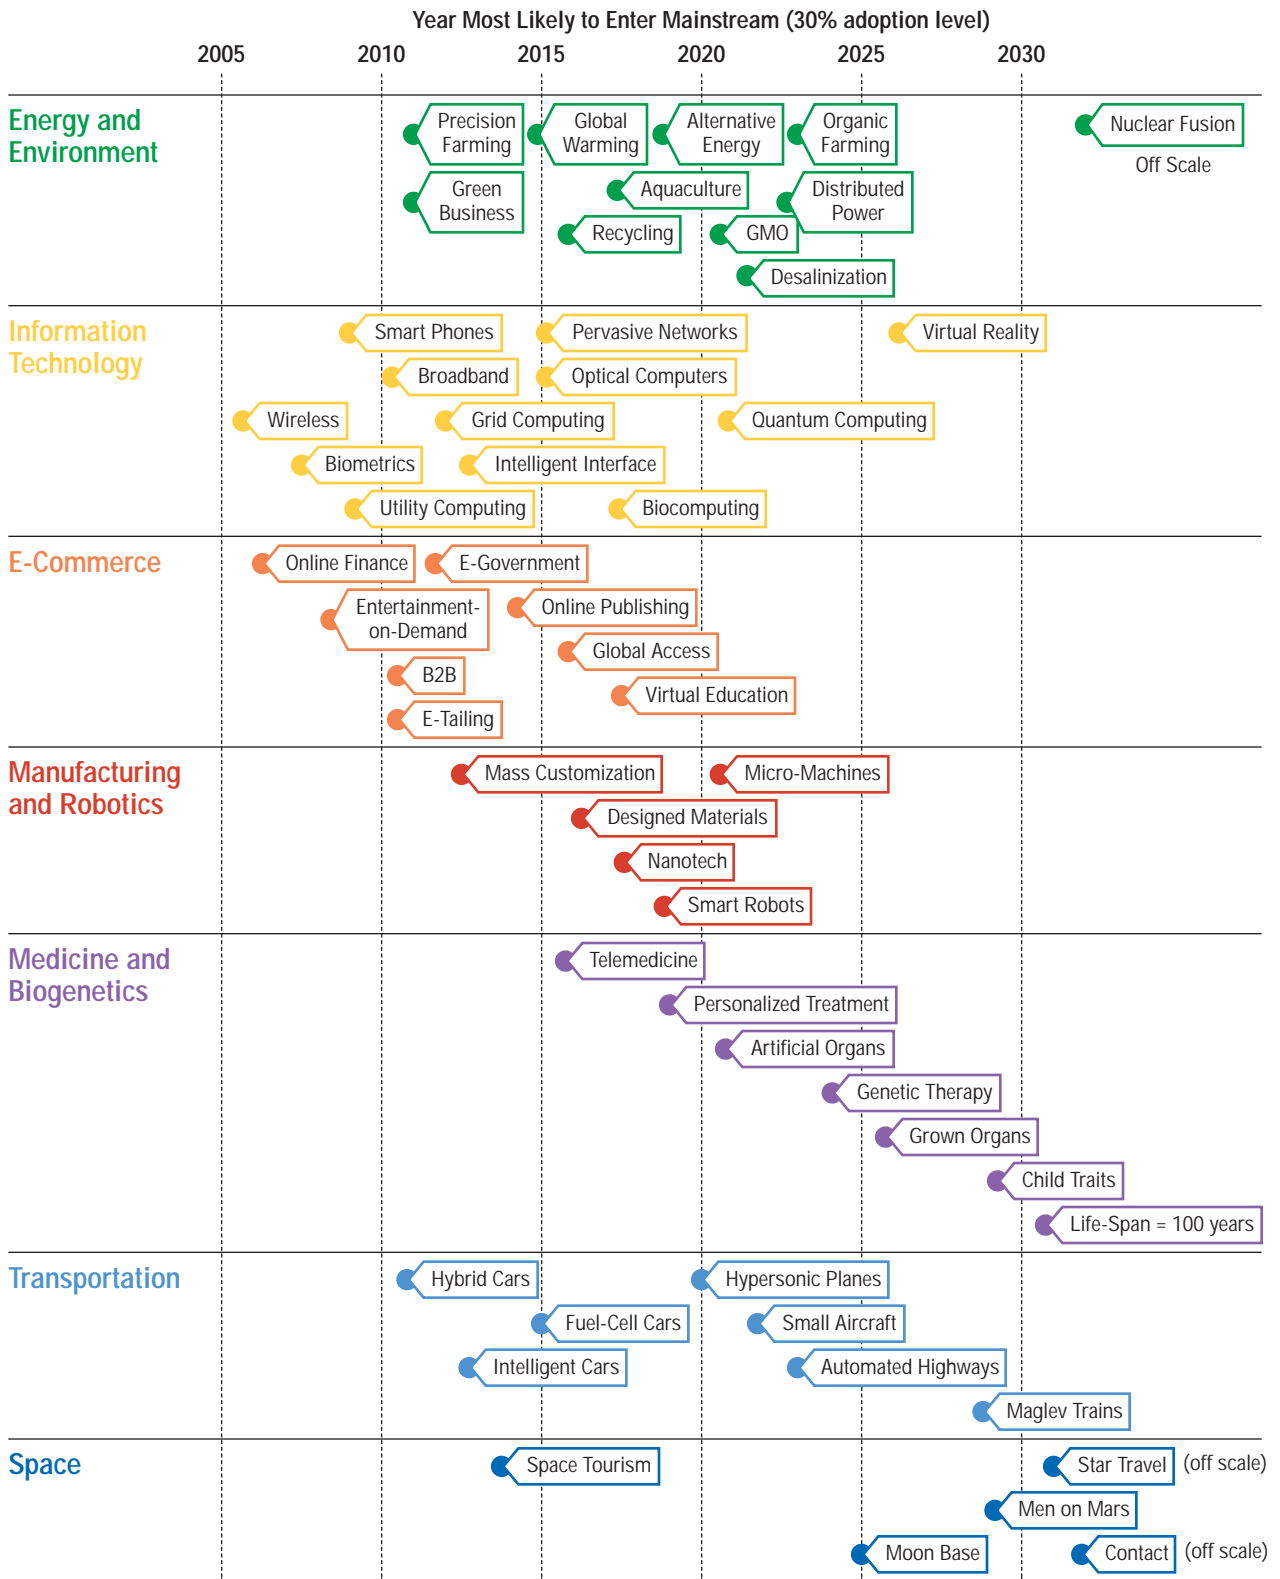 Year Most Likely to Enter Mainstream (30% adoption level)
2005 2010 2015 2020 2025 2030
Energy and
Environment
Precision
Farming
Global
Warming
Alternative
Energy
Organic
Farming
Nuclear Fusion
Off Scale
Green
Business
Aquaculture
Distributed
Power
Recycling
GMO
Desalinization
Information
Technology
Smart Phones
Pervasive Networks
Virtual Reality
Broadband
Optical Computers
Wireless
Grid Computing
Quantum Computing
Biometrics
Intelligent Interface
Utility Computing
Biocomputing
E-Commerce
Online Finance
E-Government
Entertainment-
on-Demand
Online Publishing
Global Access
B2B
Virtual Education
E-Tailing
Manufacturing
and Robotics
Mass Customization
Micro-Machines
Designed Materials
Nanotech
Smart Robots
Medicine and
Biogenetics
Telemedicine
Personalized Treatment
Artificial Organs
Genetic Therapy
Grown Organs
Child Traits
Life-Span = 100 years
Transportation
Hybrid Cars
Hypersonic Planes
Fuel-Cell Cars
Small Aircraft
Intelligent Cars
Automated Highways
Maglev Trains
Space
Space Tourism
Star Travel (off scale)
Men on Mars
Moon Base
Contact (off scale)